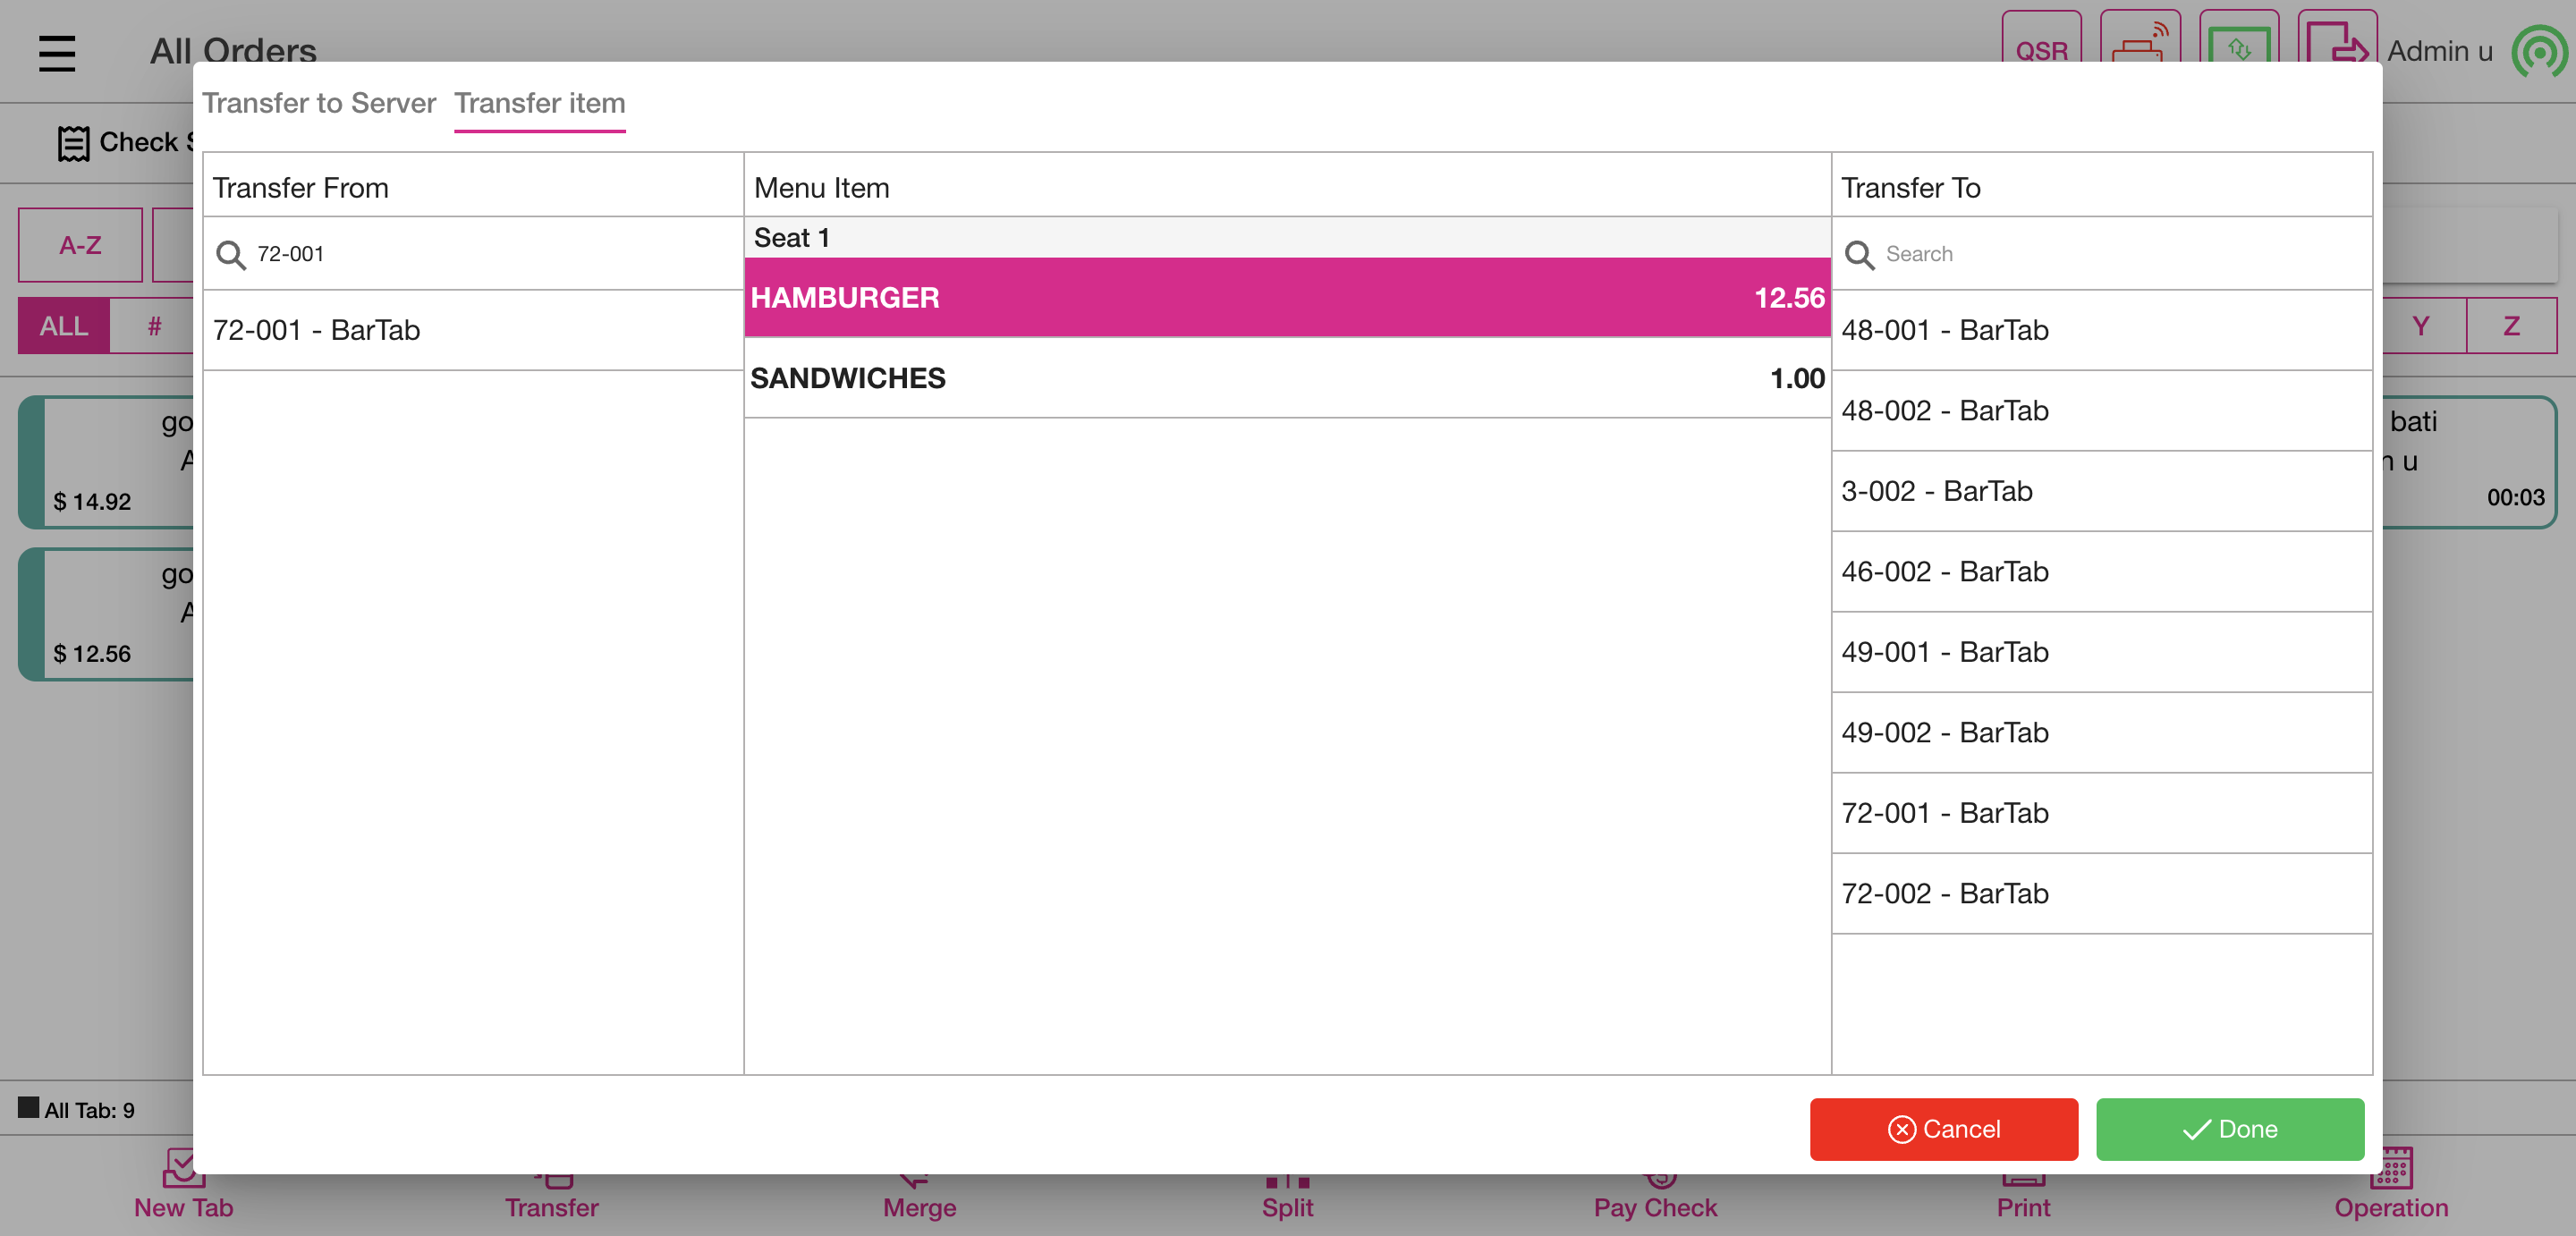 All Orders
QSR
Admin u
Transfer to Server Transfer item
Check
Transfer From
Menu Item
Transfer To
72-001
Seat 1
Search
A-Z
HAMBURGER 12.56
ALL
#
Y
Z
72-001 - BarTab
48-001 - BarTab
SANDWICHES 1.00
48-002 - BarTab
3-002 - BarTab
46-002 - BarTab
49-001 - BarTab
49-002 - BarTab
72-001 - BarTab
72-002 - BarTab
go
$ 14.92
bati
u
00:03
go
$ 12.56
All Tab: 9
Cancel
Done
New Tab
Transfer
Merge
Split
Pay Check
Print
Operation